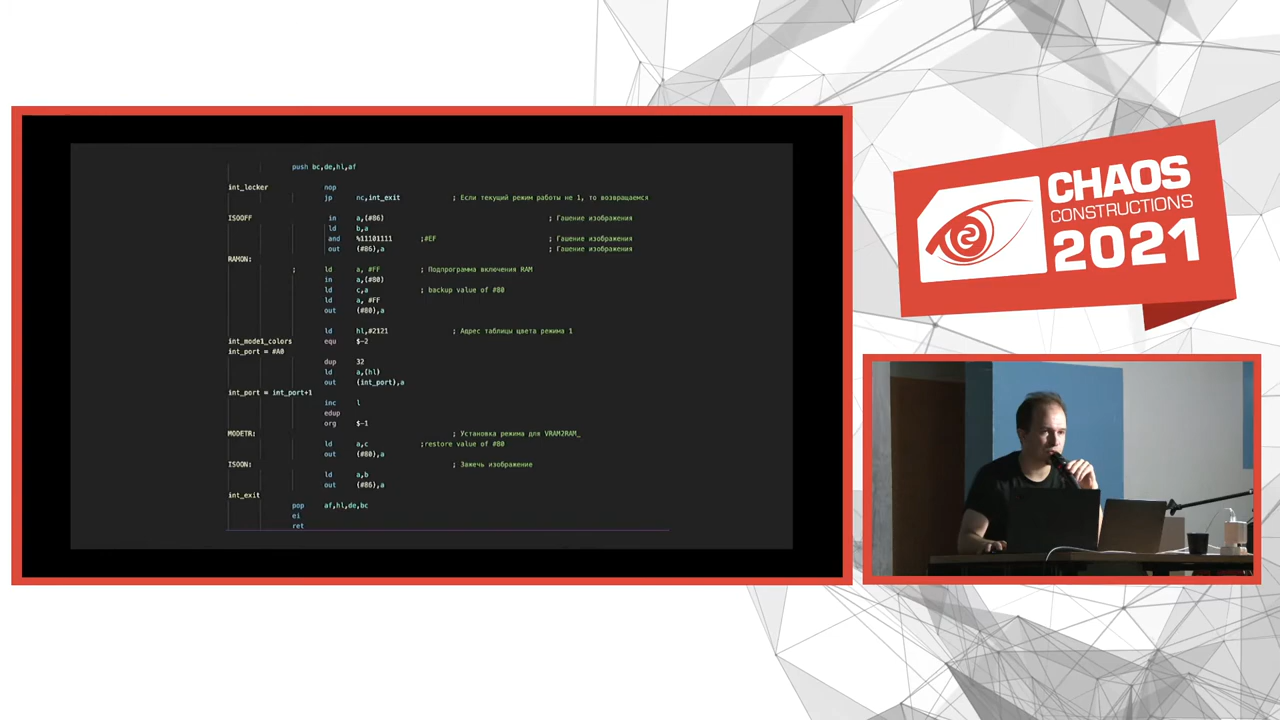 push bc,de,hl,af
int_locker nop
jp nc,int_exit ; Если текущий режим работы не 1, то возвращаемся
ISOOFF in a,(#86) ; Гашение изображения
ld b,a
and %11101111 ;#EF ; Гашение изображения
out (#86),a ; Гашение изображения
RAMON:
; ld a, #FF ; Подпрограмма включения RAM
in a,(#80)
ld c,a ; backup value of #80
ld a, #FF
out (#80),a
ld hl,#2121 ; Адрес таблицы цвета режима 1
int_mode1_colors equ $-2
int_port = #A0
dup 32
ld a,(hl)
out (int_port),a
int_port = int_port+1
inc l
edup
org $-1
MODETR: ; Установка режима для VRAM2RAM_
ld a,c ;restore value of #80
out (#80),a
ISOON: ; Зажечь изображение
ld a,b
out (#86),a
int_exit
pop af,hl,de,bc
ei
ret
CHAOS
CONSTRUCTIONS
2021